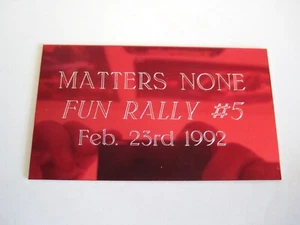 MATTERS NONE
FUN RALLY #5
Feb. 23rd 1992